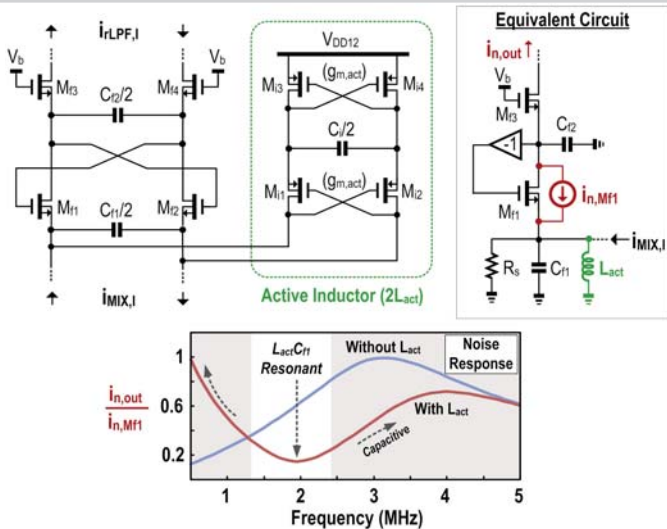 i_rLPF,I
V_b
M_f3
M_f4
V_b
C_f2/2
M_f1
M_f2
C_f1/2
i_MIX,I
V_DD12
(g_m,act)
M_i3
M_i4
C_i/2
(g_m,act)
M_i1
M_i2
Active Inductor (2L_act)
Equivalent Circuit
i_n,out
V_b
M_f3
C_f2
-1
M_f1
i_n,Mf1
i_MIX,I
R_s
C_f1
L_act
L_actC_f1
Resonant
Without L_act
Noise
Response
With L_act
Capacitive
i_n,out
i_n,Mf1
1
0.6
0.2
1 2 3 4 5
Frequency (MHz)